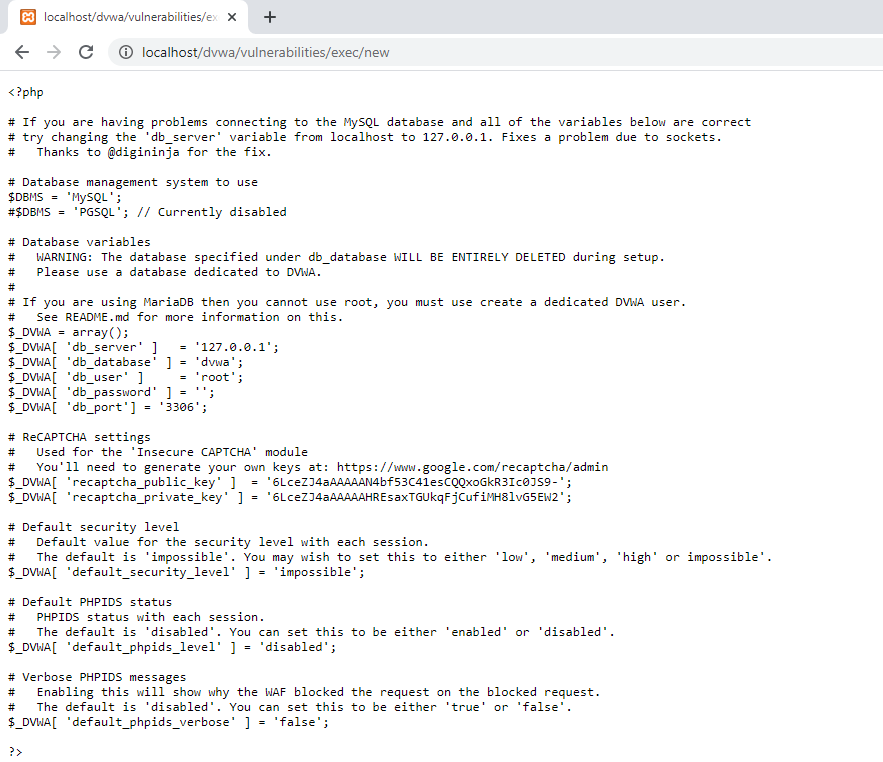 localhost/dvwa/vulnerabilities/ex
localhost/dvwa/vulnerabilities/exec/new
<?php
# If you are having problems connecting to the MySQL database and all of the variables below are correct
# try changing the 'db_server' variable from localhost to 127.0.0.1. Fixes a problem due to sockets.
#   Thanks to @digininja for the fix.
# Database management system to use
$DBMS = 'MySQL';
#$DBMS = 'PGSQL'; // Currently disabled
# Database variables
#   WARNING: The database specified under db_database WILL BE ENTIRELY DELETED during setup.
#   Please use a database dedicated to DVWA.
#
# If you are using MariaDB then you cannot use root, you must use create a dedicated DVWA user.
#   See README.md for more information on this.
$_DVWA = array();
$_DVWA[ 'db_server' ]   = '127.0.0.1';
$_DVWA[ 'db_database' ] = 'dvwa';
$_DVWA[ 'db_user' ]     = 'root';
$_DVWA[ 'db_password' ] = '';
$_DVWA[ 'db_port'] = '3306';
# ReCAPTCHA settings
#   Used for the 'Insecure CAPTCHA' module
#   You'll need to generate your own keys at: https://www.google.com/recaptcha/admin
$_DVWA[ 'recaptcha_public_key' ]  = '6LceZJ4aAAAAAN4bf53C41esCQQxoGkR3Ic0JS9-';
$_DVWA[ 'recaptcha_private_key' ] = '6LceZJ4aAAAAAHREsaxTGUkqFjCufiMH8lvG5EW2';
# Default security level
#   Default value for the security level with each session.
#   The default is 'impossible'. You may wish to set this to either 'low', 'medium', 'high' or impossible'.
$_DVWA[ 'default_security_level' ] = 'impossible';
# Default PHPIDS status
#   PHPIDS status with each session.
#   The default is 'disabled'. You can set this to be either 'enabled' or 'disabled'.
$_DVWA[ 'default_phpids_level' ] = 'disabled';
# Verbose PHPIDS messages
#   Enabling this will show why the WAF blocked the request on the blocked request.
#   The default is 'disabled'. You can set this to be either 'true' or 'false'.
$_DVWA[ 'default_phpids_verbose' ] = 'false';
?>